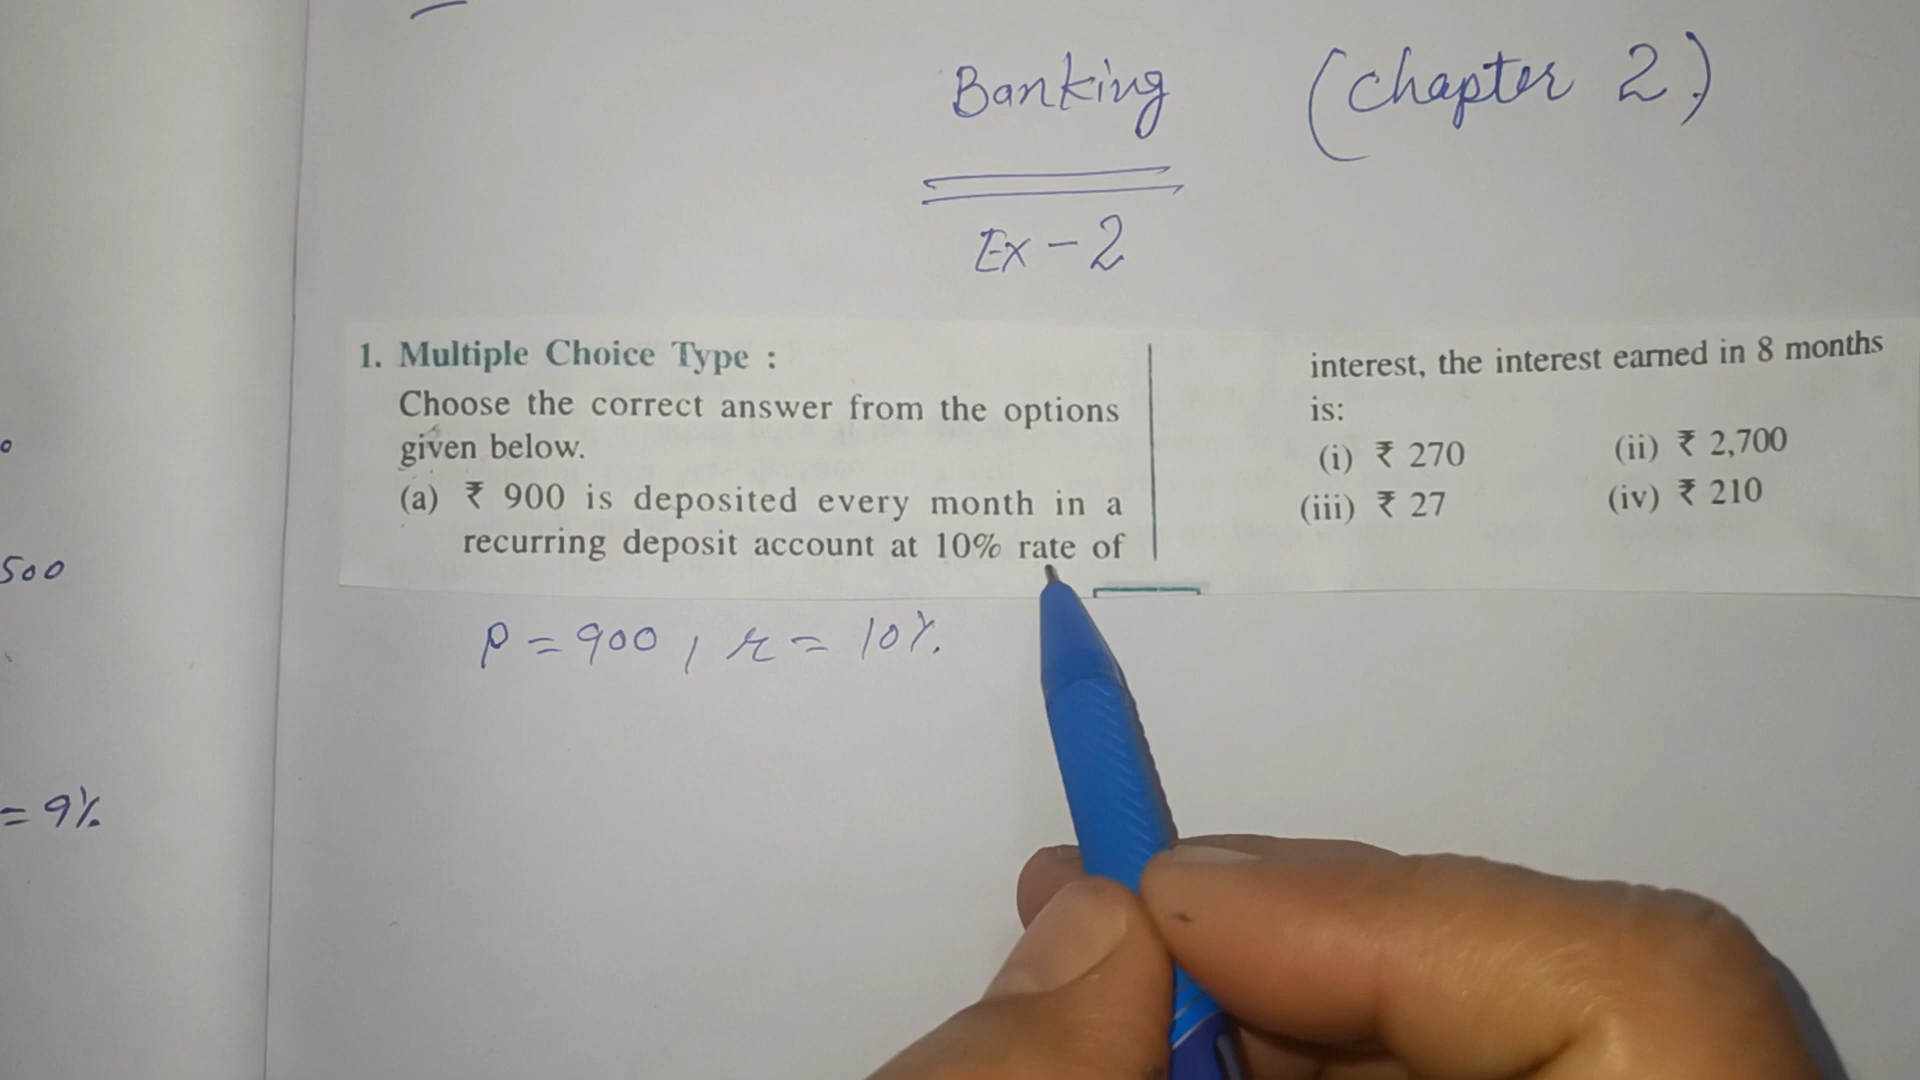 Banking (chapter 2)
Ex - 2
1. Multiple Choice Type :
Choose the correct answer from the options
given below.
(a) ₹ 900 is deposited every month in a
recurring deposit account at 10% rate of
interest, the interest earned in 8 months
is:
(i) ₹ 270 (ii) ₹ 2,700
(iii) ₹ 27 (iv) ₹ 210
P = 900 , r = 10%.
500
= 9%